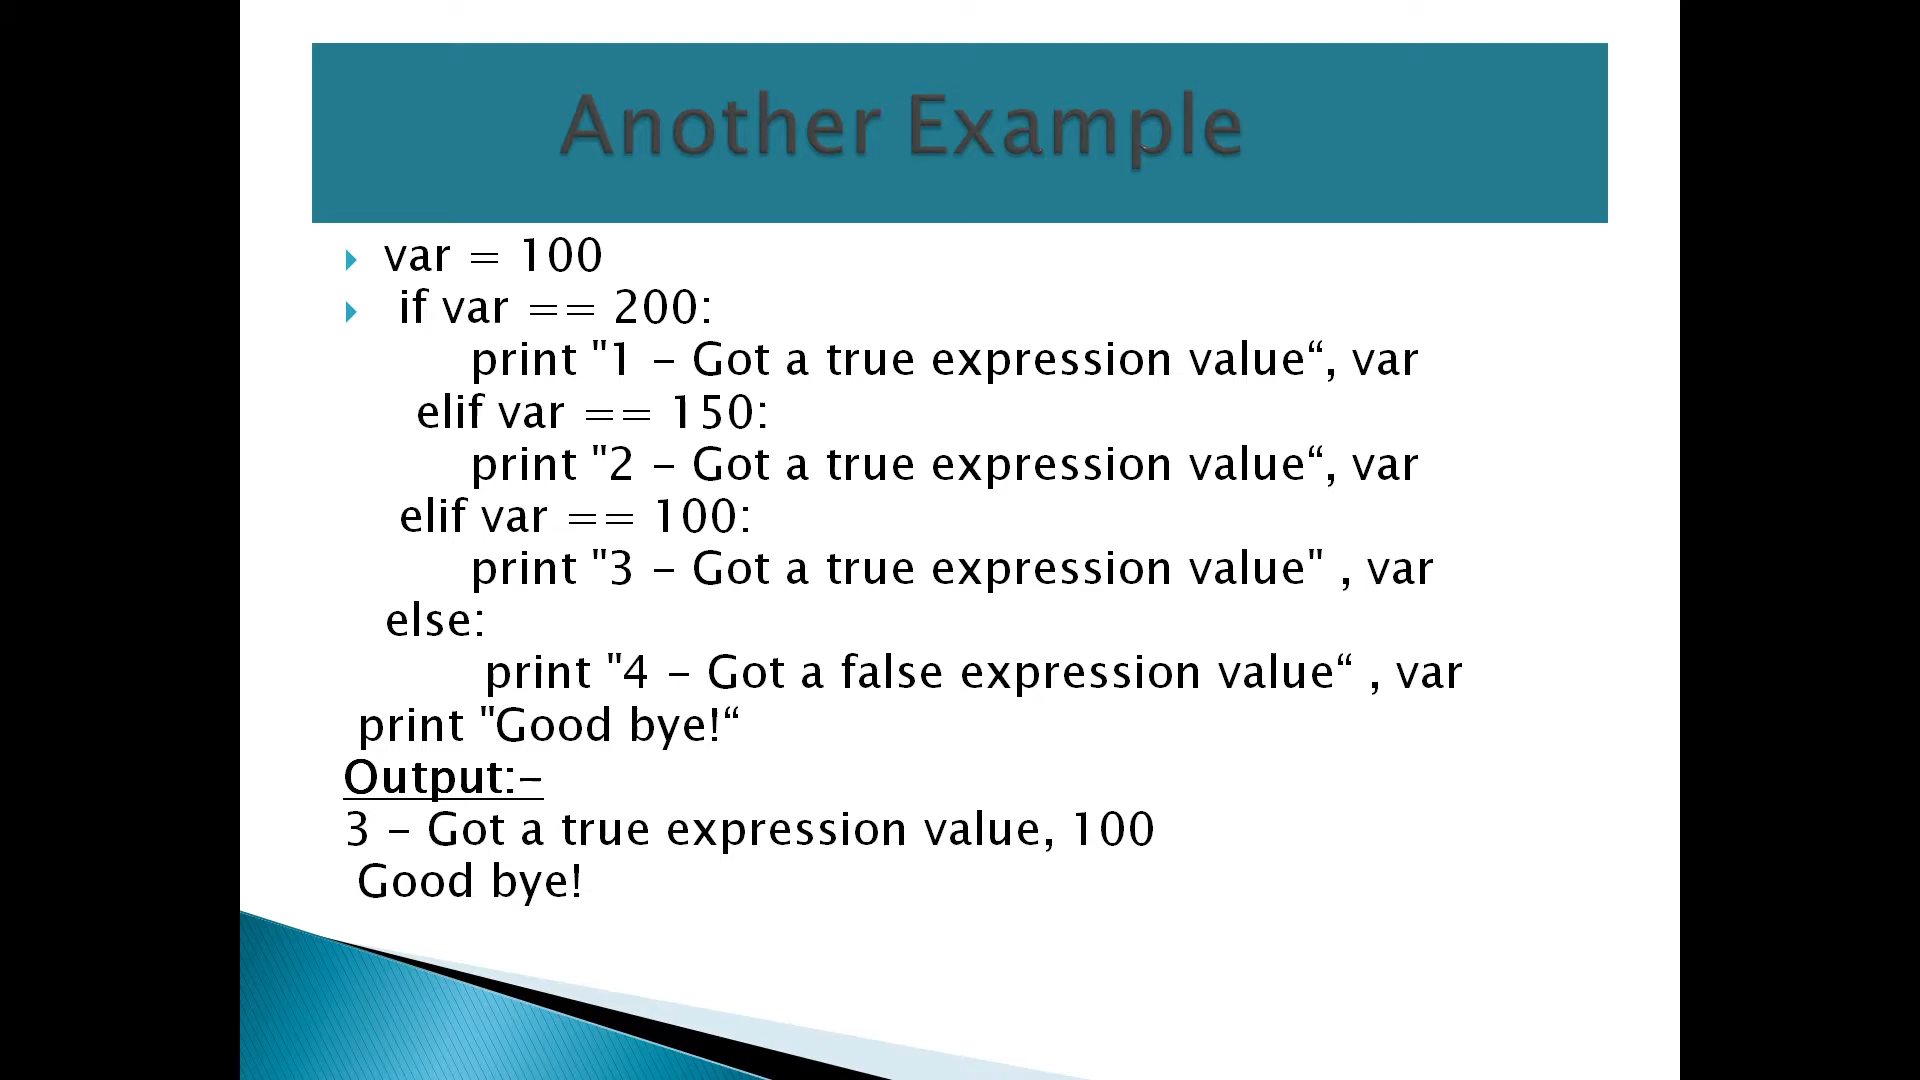 Another Example
var = 100
if var == 200:
print "1 - Got a true expression value“, var
elif var == 150:
print "2 - Got a true expression value“, var
elif var == 100:
print "3 - Got a true expression value" , var
else:
print "4 - Got a false expression value“ , var
print "Good bye!“
Output:-
3 - Got a true expression value, 100
Good bye!